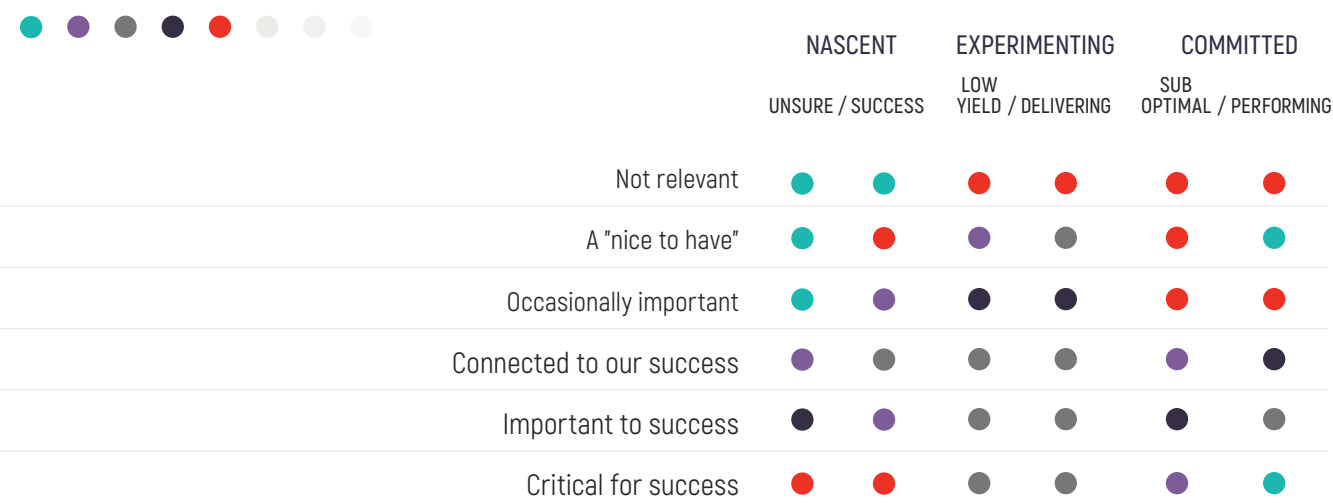 NASCENT EXPERIMENTING COMMITTED
UNSURE / SUCCESS LOW YIELD / DELIVERING SUB OPTIMAL / PERFORMING
Not relevant
A "nice to have"
Occasionally important
Connected to our success
Important to success
Critical for success